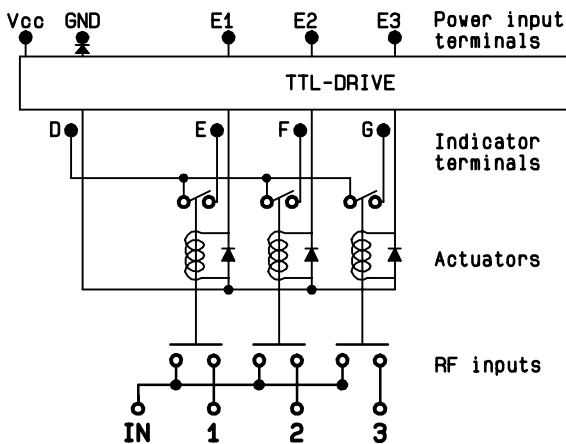 Vcc GND E1 E2 E3 Power input
terminals
TTL-DRIVE
D E F G Indicator
terminals
Actuators
RF inputs
IN 1 2 3